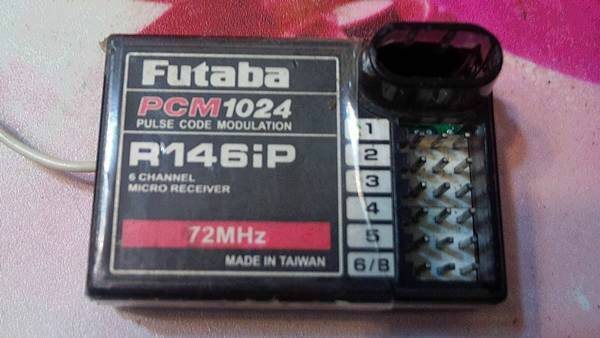 Futaba
PCM1024
PULSE CODE MODULATION
R146iP
6 CHANNEL
MICRO RECEIVER
72MHz
MADE IN TAIWAN
1
2
3
4
5
6/B